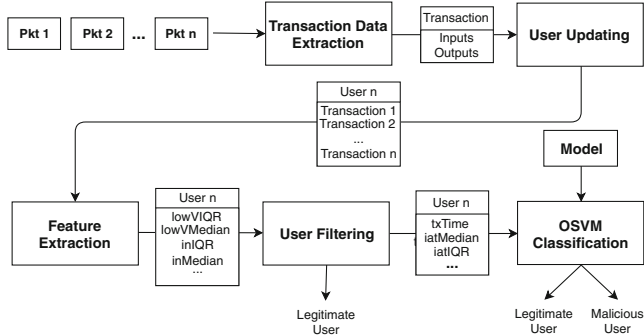 Pkt 1 Pkt 2 ... Pkt n
Transaction Data
Extraction
Transaction
Inputs
Outputs
User Updating
User n
Transaction 1
Transaction 2
...
Transaction n
Model
Feature
Extraction
User n
lowVIQR
lowVMedian
inIQR
inMedian
...
User Filtering
User n
txTime
iatMedian
iatIQR
...
OSVM
Classification
Legitimate
User
Legitimate
User
Malicious
User